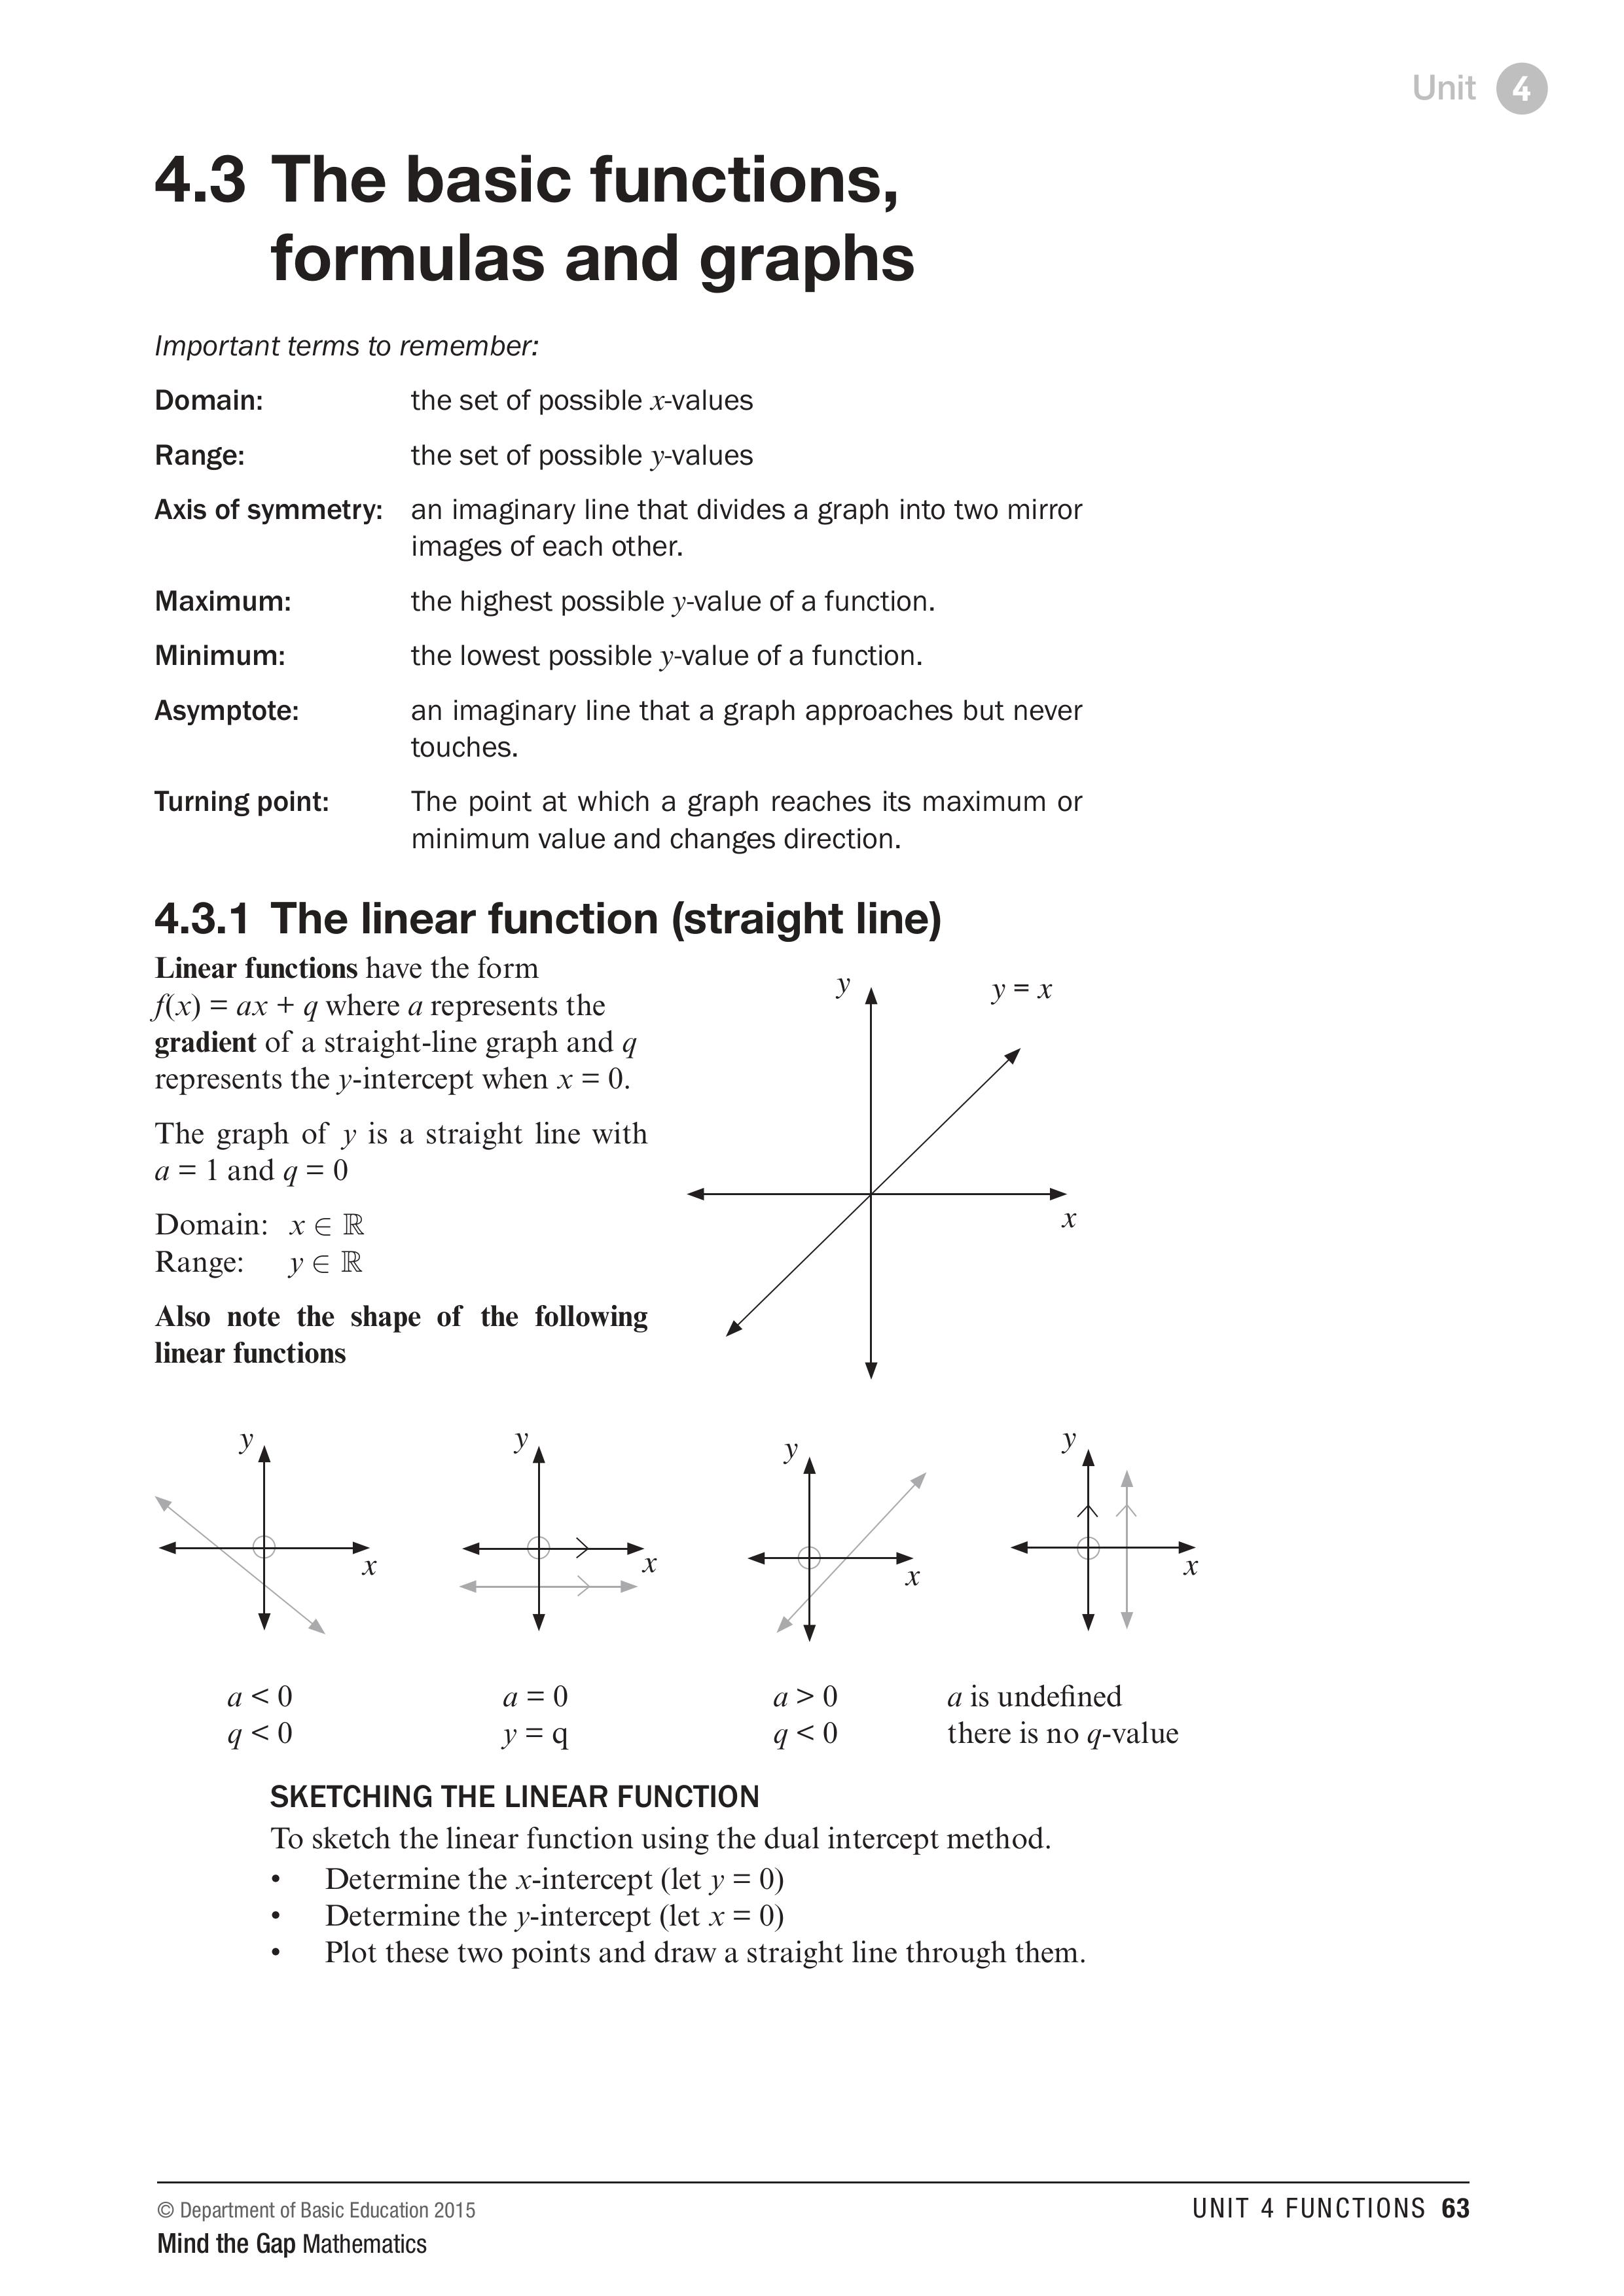 Unit 4
4.3 The basic functions,
formulas and graphs
Important terms to remember:
Domain: the set of possible x-values
Range: the set of possible y-values
Axis of symmetry: an imaginary line that divides a graph into two mirror
images of each other.
Maximum: the highest possible y-value of a function.
Minimum: the lowest possible y-value of a function.
Asymptote: an imaginary line that a graph approaches but never
touches.
Turning point: The point at which a graph reaches its maximum or
minimum value and changes direction.
4.3.1 The linear function (straight line)
Linear functions have the form
f(x) = ax + q where a represents the
gradient of a straight-line graph and q
represents the y-intercept when x = 0.
The graph of y is a straight line with
a = 1 and q = 0
Domain: x ∈ ℝ
Range: y ∈ ℝ
Also note the shape of the following
linear functions
y
y = x
x
y
x
y
x
y
x
y
x
a < 0
q < 0
a = 0
y = q
a > 0
q < 0
a is undefined
there is no q-value
SKETCHING THE LINEAR FUNCTION
To sketch the linear function using the dual intercept method.
• Determine the x-intercept (let y = 0)
• Determine the y-intercept (let x = 0)
• Plot these two points and draw a straight line through them.
© Department of Basic Education 2015
Mind the Gap Mathematics
UNIT 4 FUNCTIONS 63